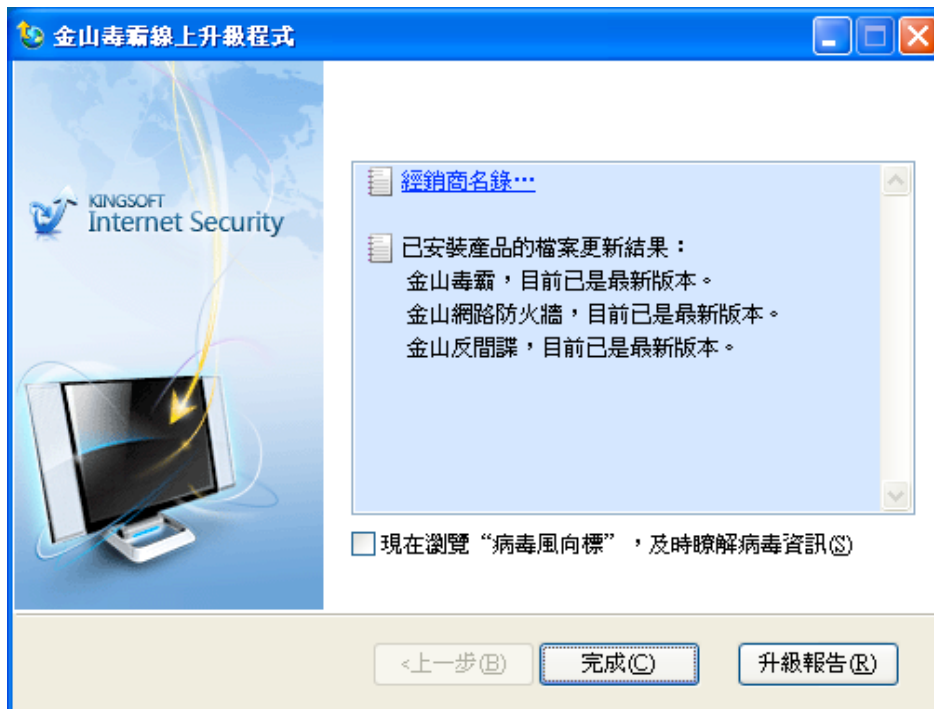 金山毒霸線上升級程式
KINGSOFT
Internet Security
經銷商名錄…
已安裝產品的檔案更新結果：
金山毒霸，目前已是最新版本。
金山網路防火牆，目前已是最新版本。
金山反間諜，目前已是最新版本。
現在瀏覽“病毒風向標”，及時瞭解病毒資訊(S)
<上一步(B)
完成(C)
升級報告(R)